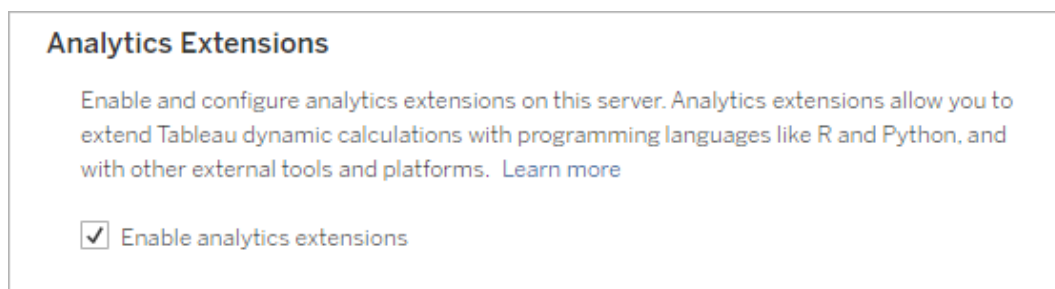 Analytics Extensions
Enable and configure analytics extensions on this server. Analytics extensions allow you to
extend Tableau dynamic calculations with programming languages like R and Python, and
with other external tools and platforms. Learn more
Enable analytics extensions